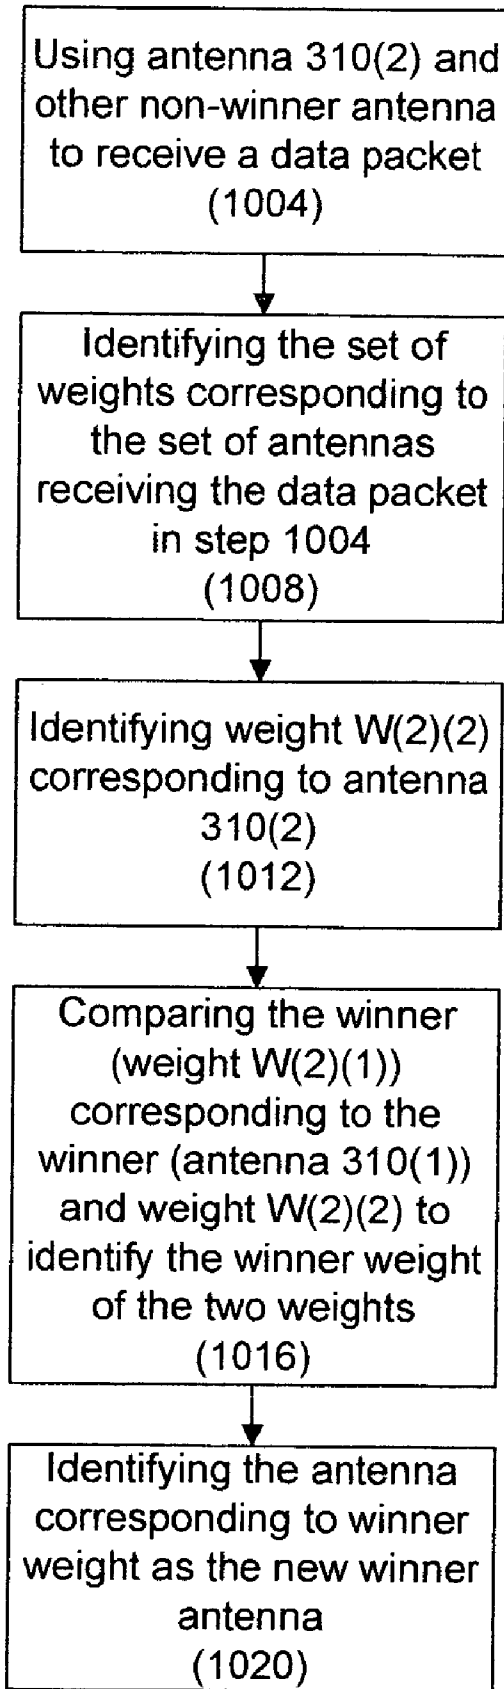 Using antenna 310(2) and
other non-winner antenna
to receive a data packet
(1004)
Identifying the set of
weights corresponding to
the set of antennas
receiving the data packet
in step 1004
(1008)
Identifying weight W(2)(2)
corresponding to antenna
310(2)
(1012)
Comparing the winner
(weight W(2)(1))
corresponding to the
winner (antenna 310(1))
and weight W(2)(2) to
identify the winner weight
of the two weights
(1016)
Identifying the antenna
corresponding to winner
weight as the new winner
antenna
(1020)